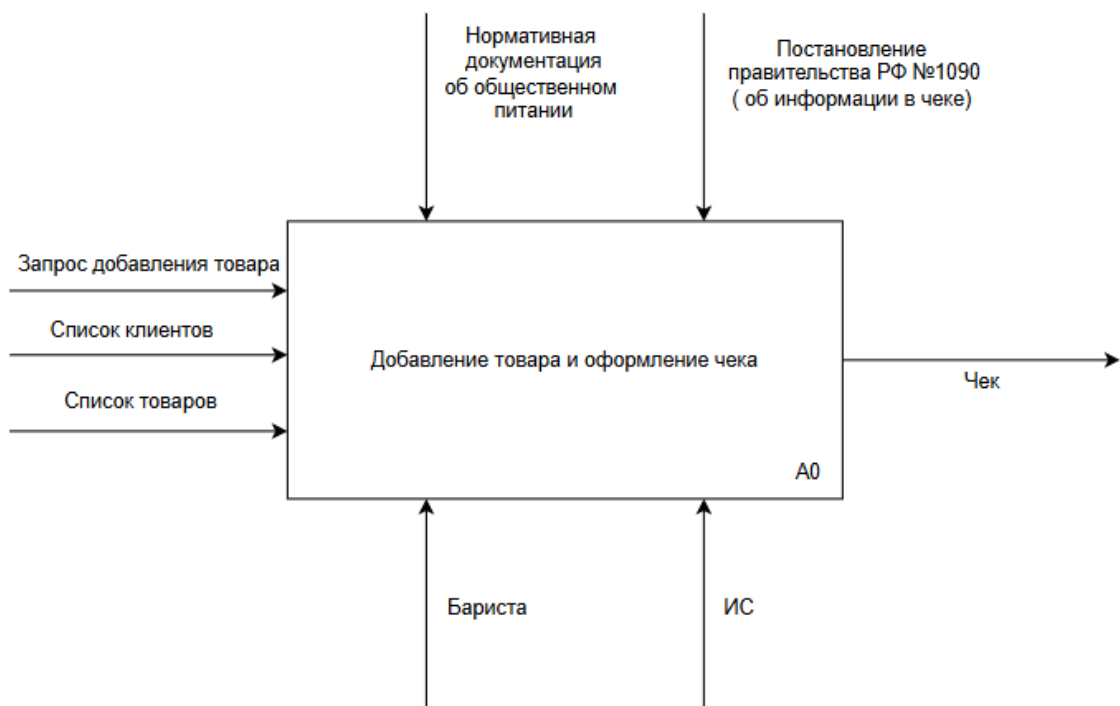 Нормативная
документация
об общественном
питании
Постановление
правительства РФ №1090
( об информации в чеке)
Запрос добавления товара
Список клиентов
Список товаров
Добавление товара и оформление чека
Чек
А0
Бариста
ИС